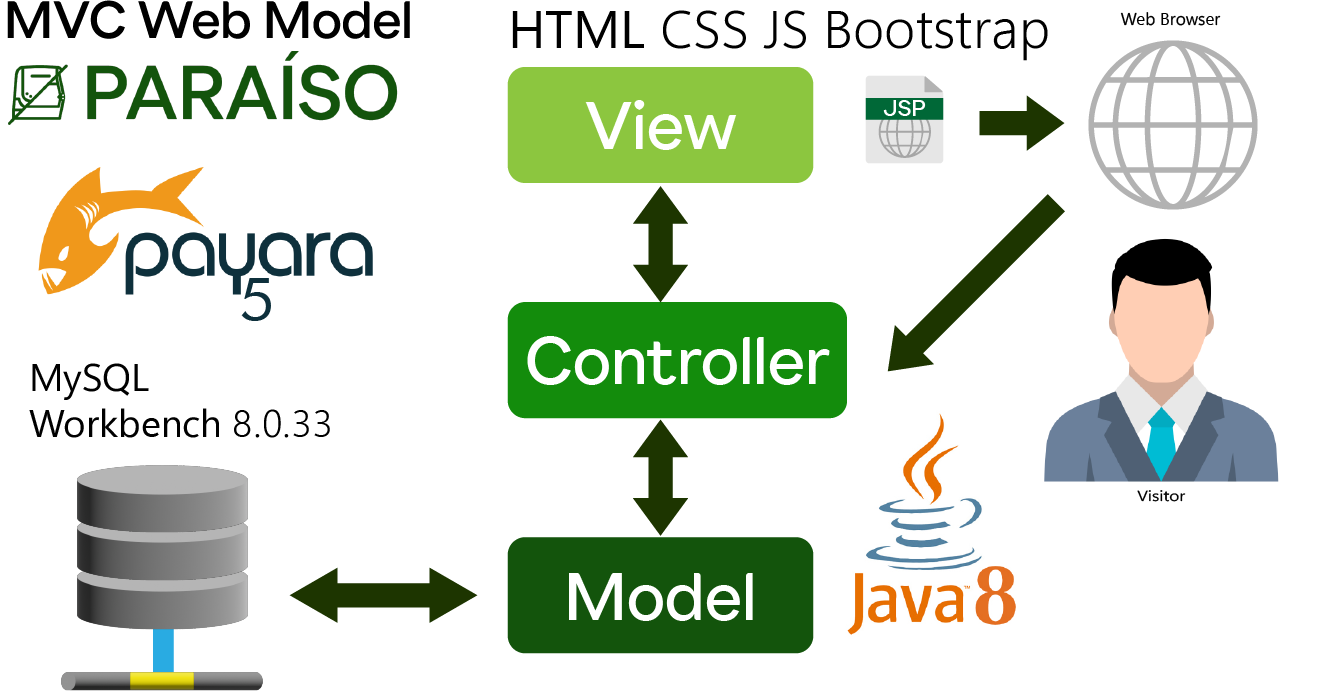 MVC Web Model
PARAÍSO
payara
5
MySQL
Workbench 8.0.33
HTML CSS JS Bootstrap
View
JSP
Web Browser
Controller
Visitor
Model
Java™ 8